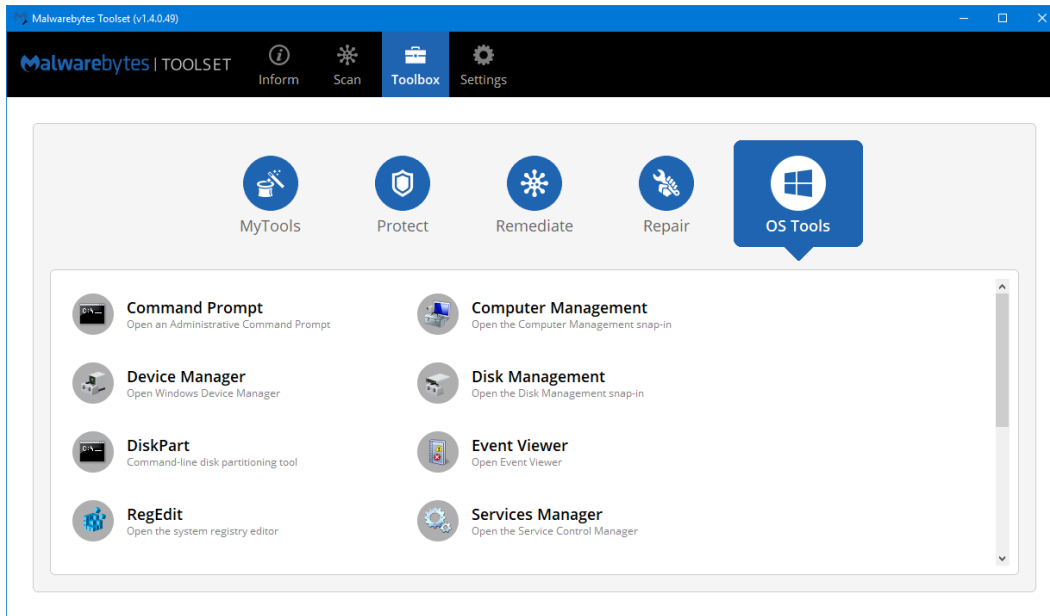 Malwarebytes Toolset (v1.4.0.49)
Malwarebytes | TOOLSET
Inform
Scan
Toolbox
Settings
MyTools
Protect
Remediate
Repair
OS Tools
Command Prompt
Open an Administrative Command Prompt
Computer Management
Open the Computer Management snap-in
Device Manager
Open Windows Device Manager
Disk Management
Open the Disk Management snap-in
DiskPart
Command-line disk partitioning tool
Event Viewer
Open Event Viewer
RegEdit
Open the system registry editor
Services Manager
Open the Service Control Manager